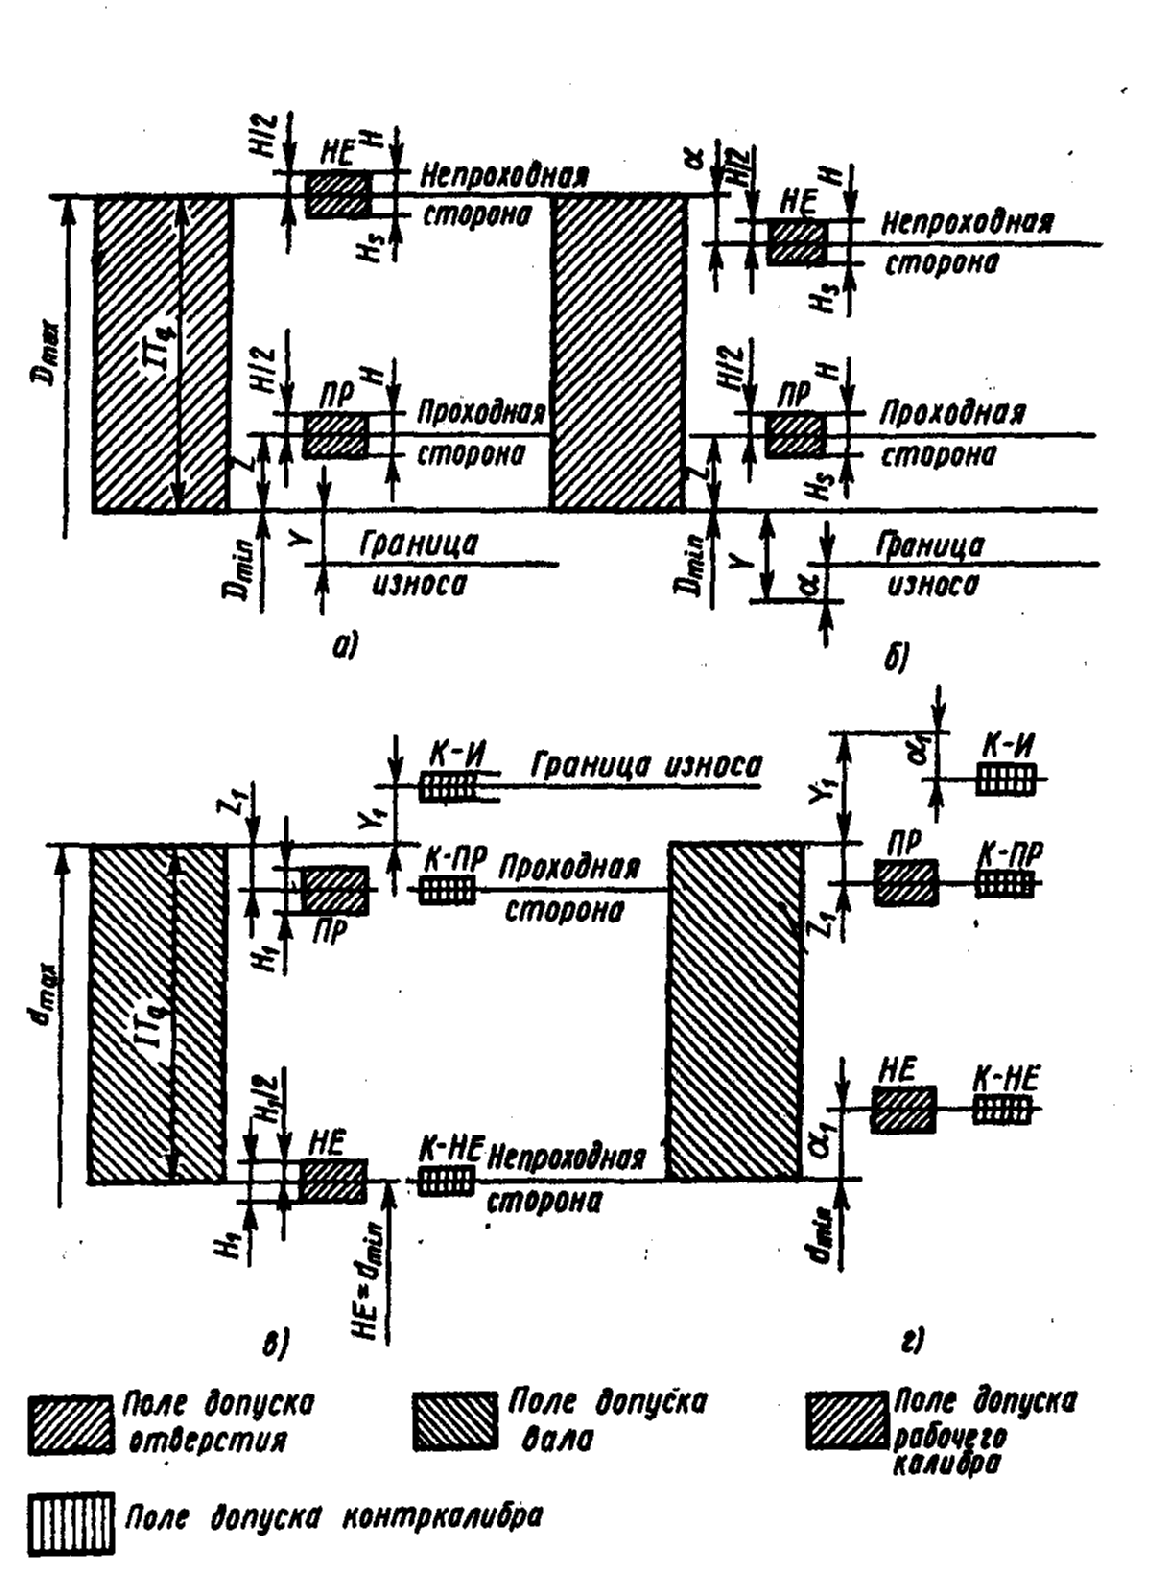 H/2
НЕ
H
Непроходная
сторона
Hs
Dmax
ITq
H/2
ПР
H
Проходная
сторона
Z
Y
Dmin
Граница
износа
а)
α
H/2
НЕ
H
Непроходная
сторона
Hs
H/2
ПР
H
Проходная
сторона
Z
Hs
Dmin
Y
Граница
износа
α
б)
К-И
Граница износа
Z1
Y1
К-ПР
Проходная
сторона
ПР
H1
dmax
ITq
H1/2
НЕ
К-НЕ
Непроходная
сторона
H1
НЕ=dmin
в)
α1
К-И
Y1
ПР
К-ПР
Z1
НЕ
К-НЕ
α1
dmin
г)
Поле допуска
отверстия
Поле допуска
вала
Поле допуска
рабочего
калибра
Поле допуска контркалибра